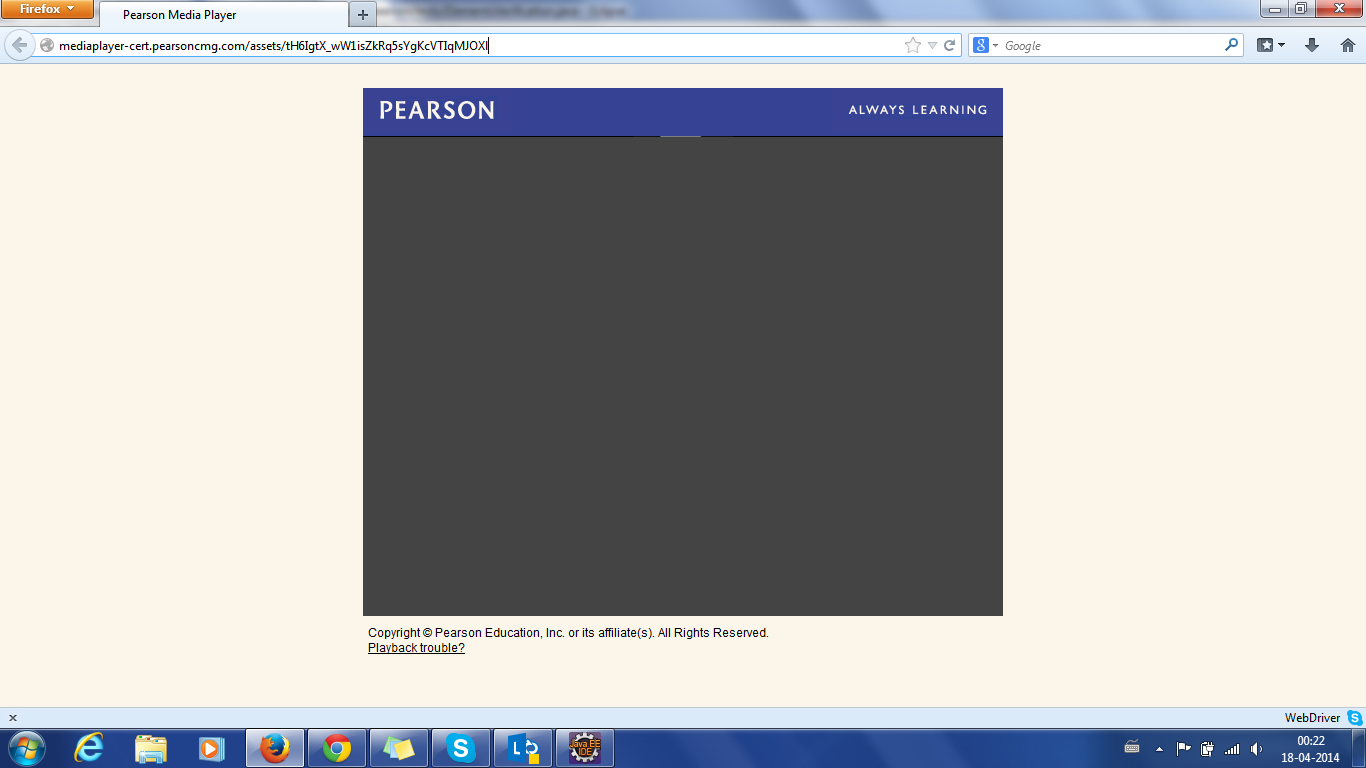 Firefox
Pearson Media Player
mediaplayer-cert.pearsoncmg.com/assets/tH6IgtX_wW1isZkRq5sYgKcVTIqMJOXI
Google
PEARSON
ALWAYS LEARNING
Copyright © Pearson Education, Inc. or its affiliate(s). All Rights Reserved.
Playback trouble?
WebDriver
Java EE
IDE
00:22
18-04-2014